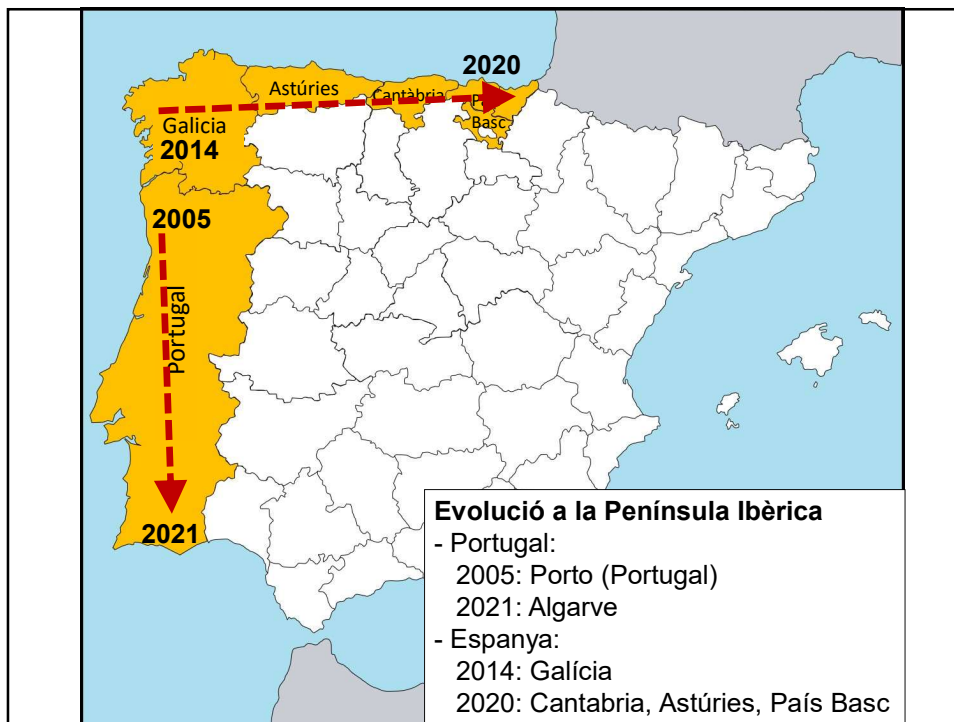 2020
Astúries
Cantàbria
Galicia
Basc
2014
2005
Portugal
2021
Evolució a la Península Ibèrica
- Portugal:
2005: Porto (Portugal)
2021: Algarve
- Espanya:
2014: Galícia
2020: Cantabria, Astúries, País Basc